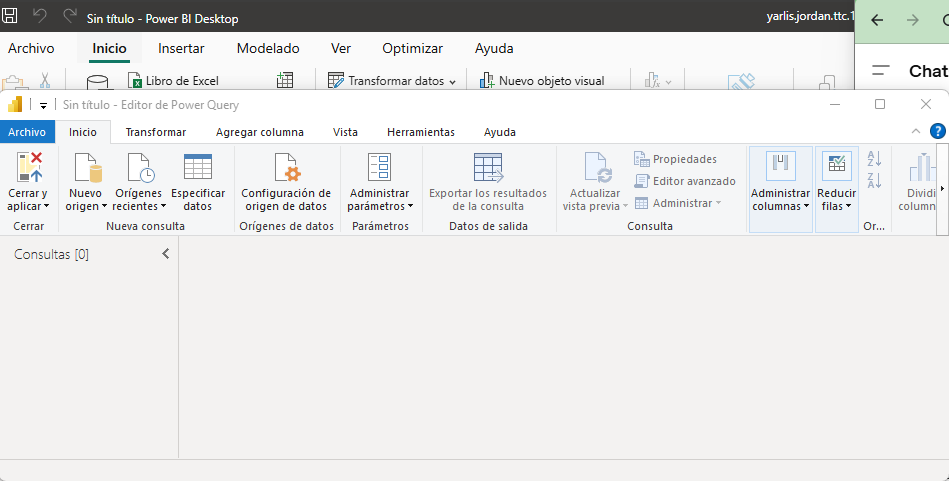 Sin título - Power BI Desktop
yarlis.jordan.ttc.1
Archivo Inicio Insertar Modelado Ver Optimizar Ayuda
Chat
Libro de Excel Transformar datos Nuevo objeto visual
Sin título - Editor de Power Query
Archivo Inicio Transformar Agregar columna Vista Herramientas Ayuda
Cerrar y aplicar
Nuevo origen
Orígenes recientes
Especificar datos
Configuración de origen de datos
Administrar parámetros
Exportar los resultados de la consulta
Actualizar vista previa
Propiedades
Editor avanzado
Administrar
Administrar columnas
Reducir filas
A
Z
Z
A
Dividi
column
Cerrar Nueva consulta Orígenes de datos Parámetros Datos de salida Consulta Or...
Consultas [0]